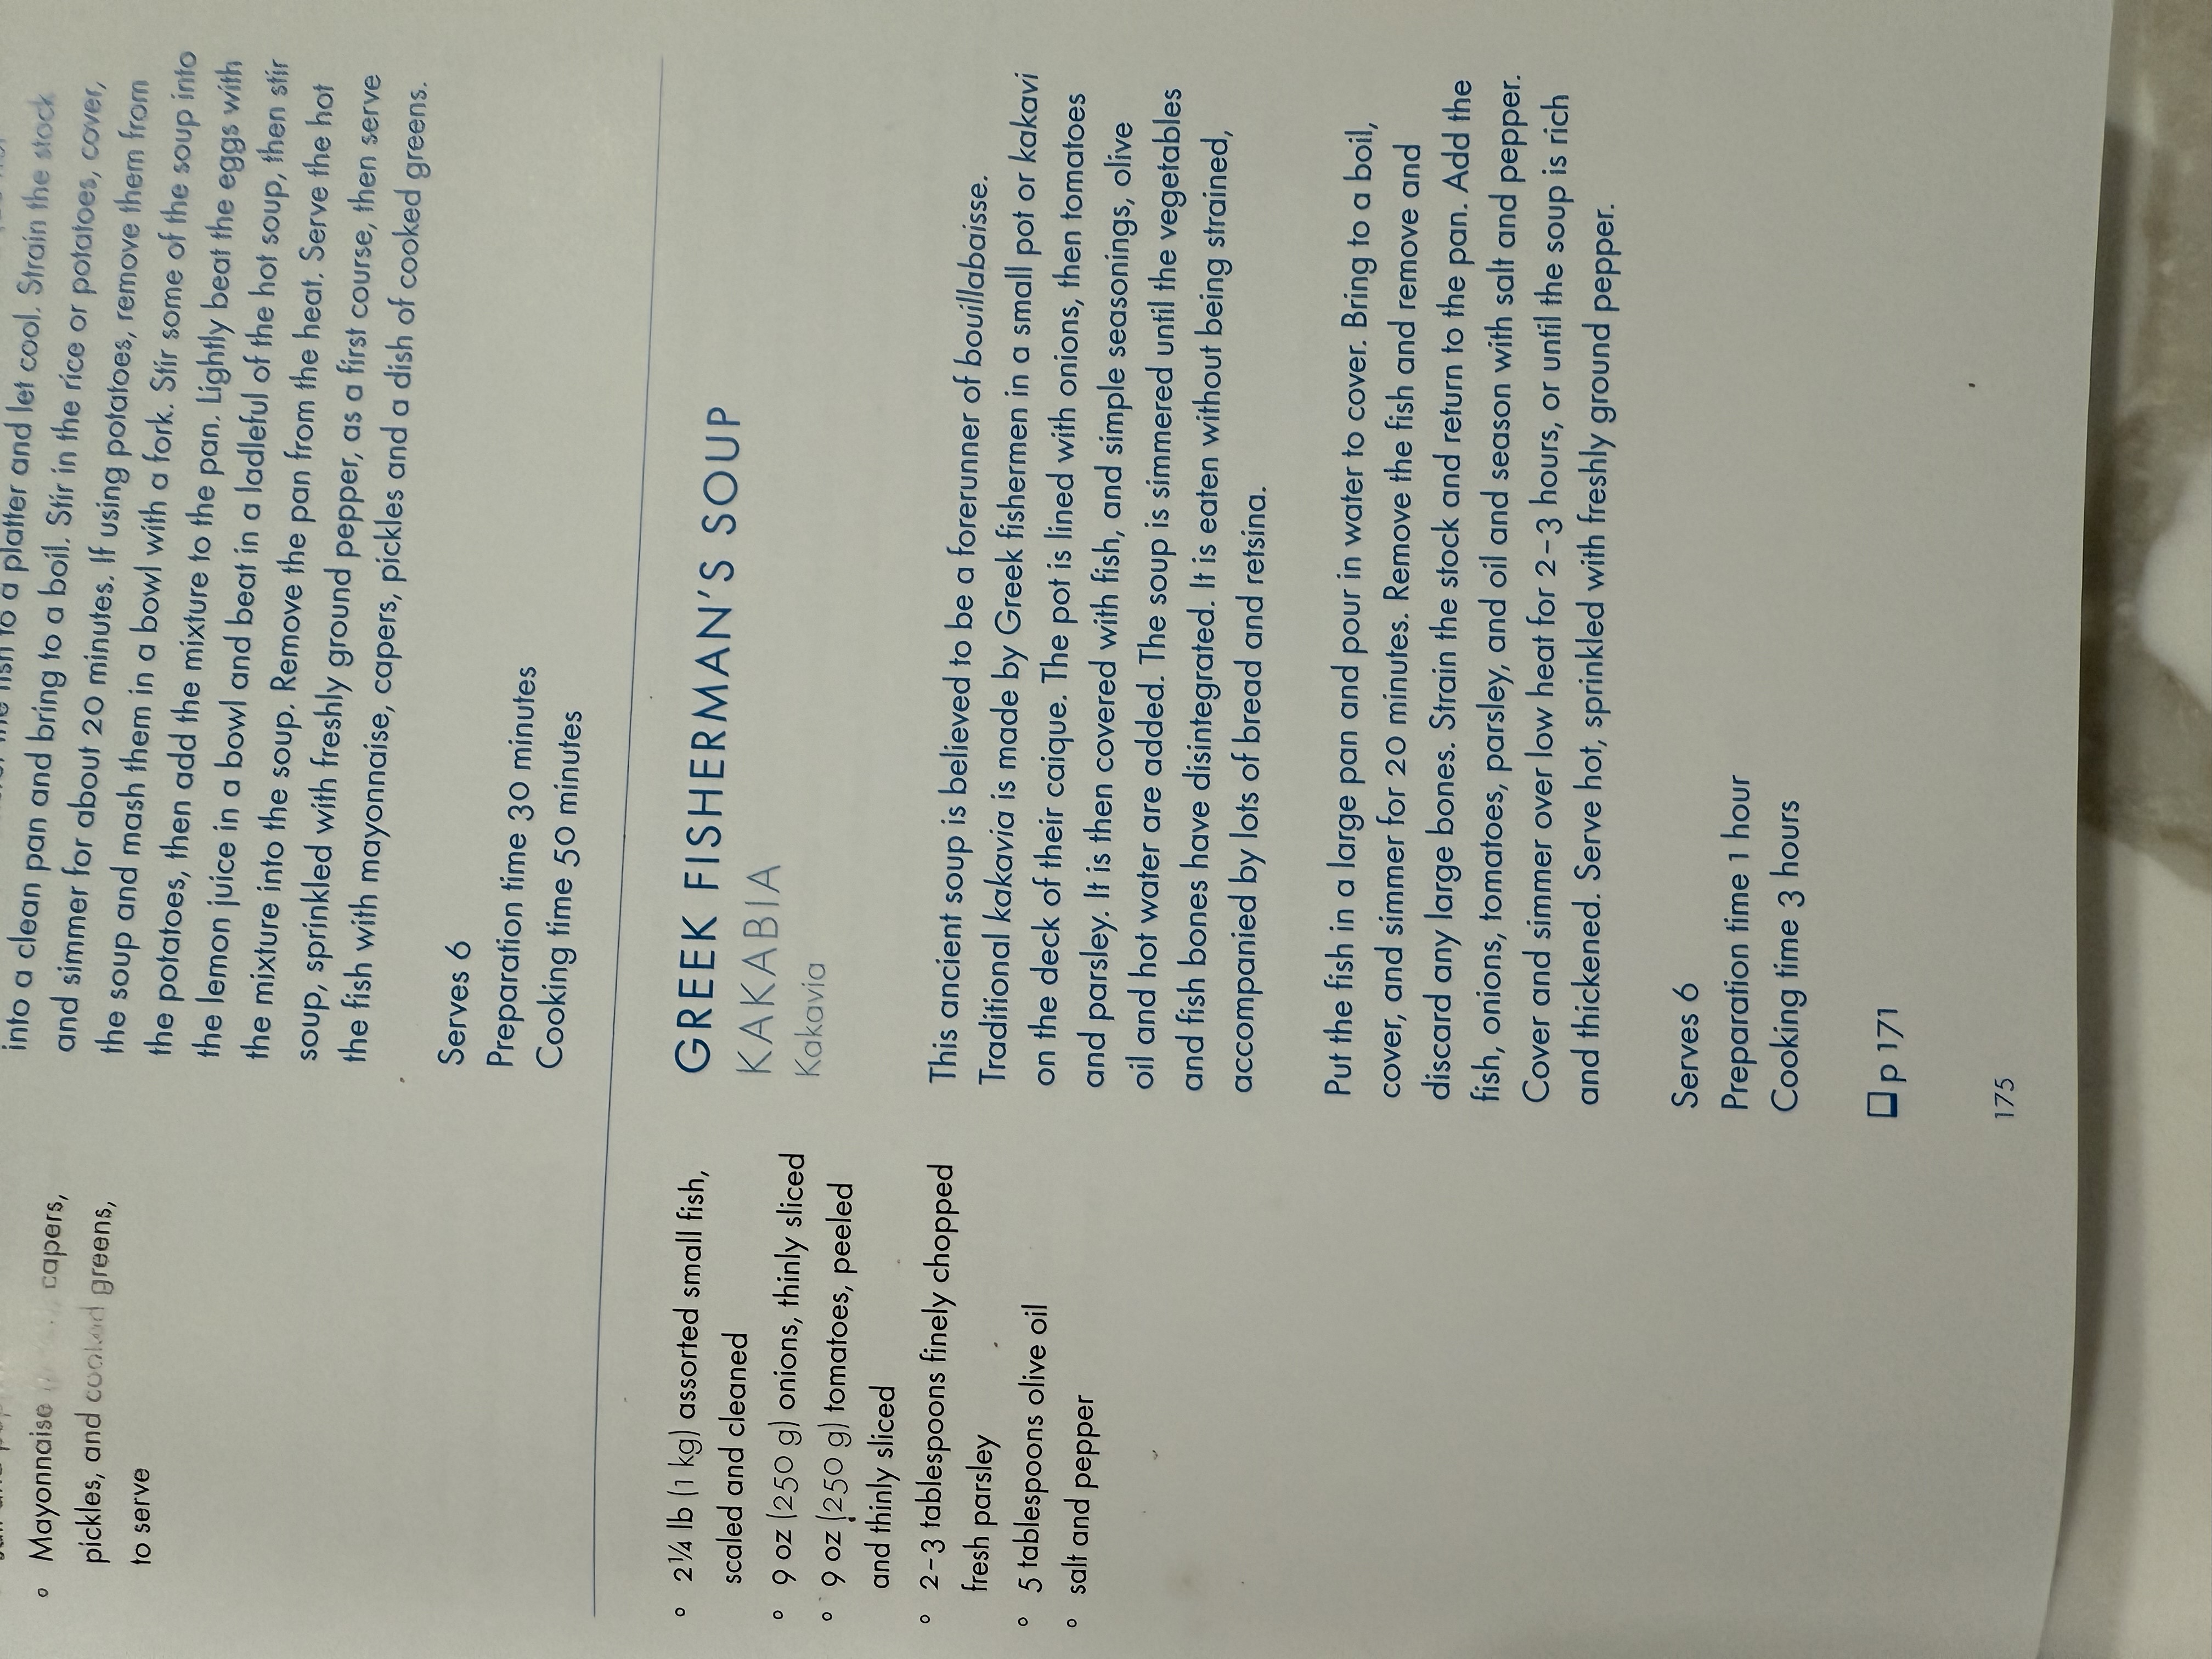 Mayonnaise capers,
pickles, and cooked greens,
to serve
fish to a platter and let cool. Strain the stock
into a clean pan and bring to a boil. Stir in the rice or potatoes, cover,
and simmer for about 20 minutes. If using potatoes, remove them from
the soup and mash them in a bowl with a fork. Stir some of the soup into
the potatoes, then add the mixture to the pan. Lightly beat the eggs with
the lemon juice in a bowl and beat in a ladleful of the hot soup, then stir
the mixture into the soup. Remove the pan from the heat. Serve the hot
soup, sprinkled with freshly ground pepper, as a first course, then serve
the fish with mayonnaise, capers, pickles and a dish of cooked greens.
Serves 6
Preparation time 30 minutes
Cooking time 50 minutes
2¼ lb (1 kg) assorted small fish,
scaled and cleaned
9 oz (250 g) onions, thinly sliced
9 oz (250 g) tomatoes, peeled
and thinly sliced
2–3 tablespoons finely chopped
fresh parsley
5 tablespoons olive oil
salt and pepper
GREEK FISHERMAN'S SOUP
ΚΑΚΑΒΙΑ
Kakavia
This ancient soup is believed to be a forerunner of bouillabaisse.
Traditional kakavia is made by Greek fishermen in a small pot or kakavi
on the deck of their caique. The pot is lined with onions, then tomatoes
and parsley. It is then covered with fish, and simple seasonings, olive
oil and hot water are added. The soup is simmered until the vegetables
and fish bones have disintegrated. It is eaten without being strained,
accompanied by lots of bread and retsina.
Put the fish in a large pan and pour in water to cover. Bring to a boil,
cover, and simmer for 20 minutes. Remove the fish and remove and
discard any large bones. Strain the stock and return to the pan. Add the
fish, onions, tomatoes, parsley, and oil and season with salt and pepper.
Cover and simmer over low heat for 2–3 hours, or until the soup is rich
and thickened. Serve hot, sprinkled with freshly ground pepper.
Serves 6
Preparation time 1 hour
Cooking time 3 hours
p 171
175